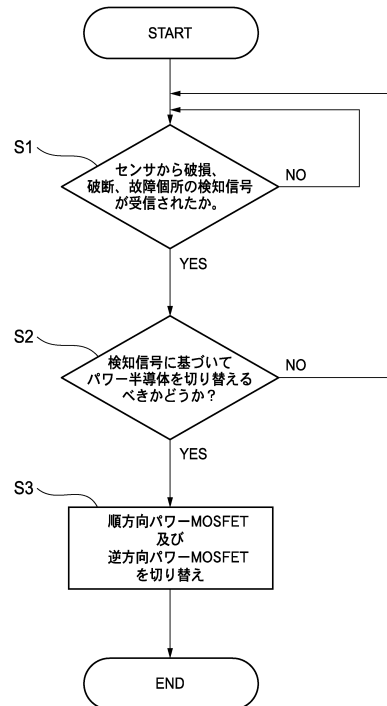 START
S1
センサから破損、
破断、故障個所の検知信号
が受信されたか。
NO
YES
S2
検知信号に基づいて
パワー半導体を切り替える
べきかどうか？
NO
YES
S3
順方向パワーMOSFET
及び
逆方向パワーMOSFET
を切り替え
END